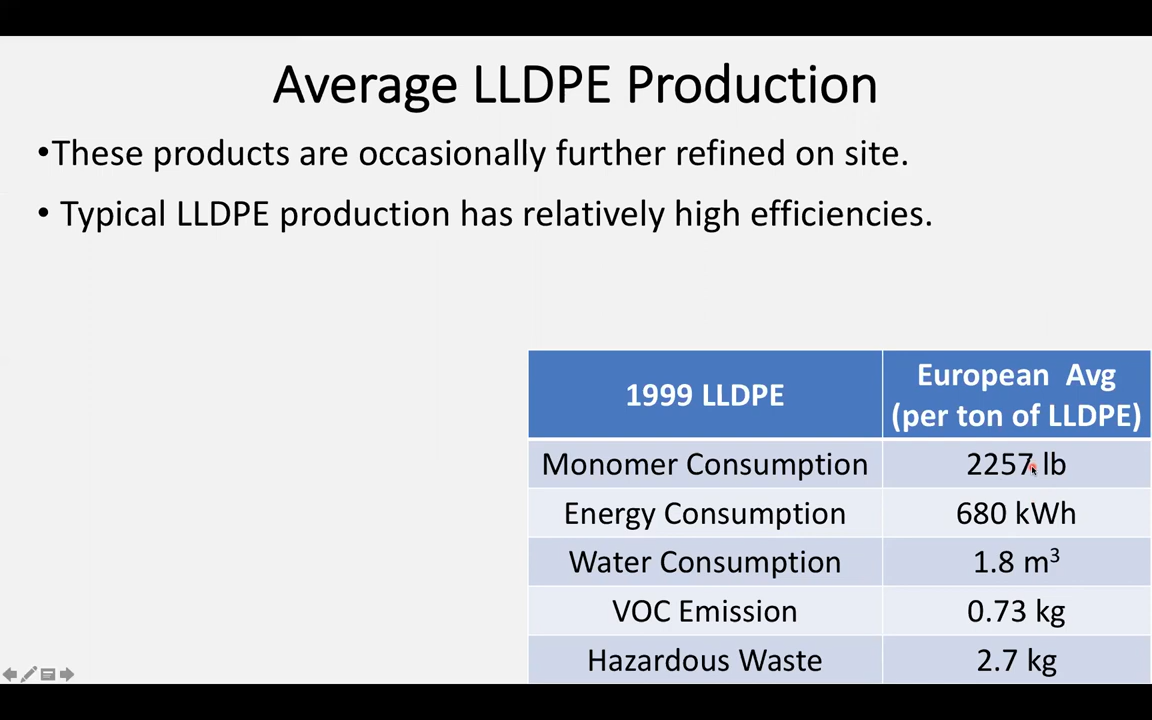 Average LLDPE Production
•These products are occasionally further refined on site.
• Typical LLDPE production has relatively high efficiencies.
1999 LLDPE
European Avg
(per ton of LLDPE)
Monomer Consumption 2257 lb
Energy Consumption 680 kWh
Water Consumption 1.8 m³
VOC Emission 0.73 kg
Hazardous Waste 2.7 kg